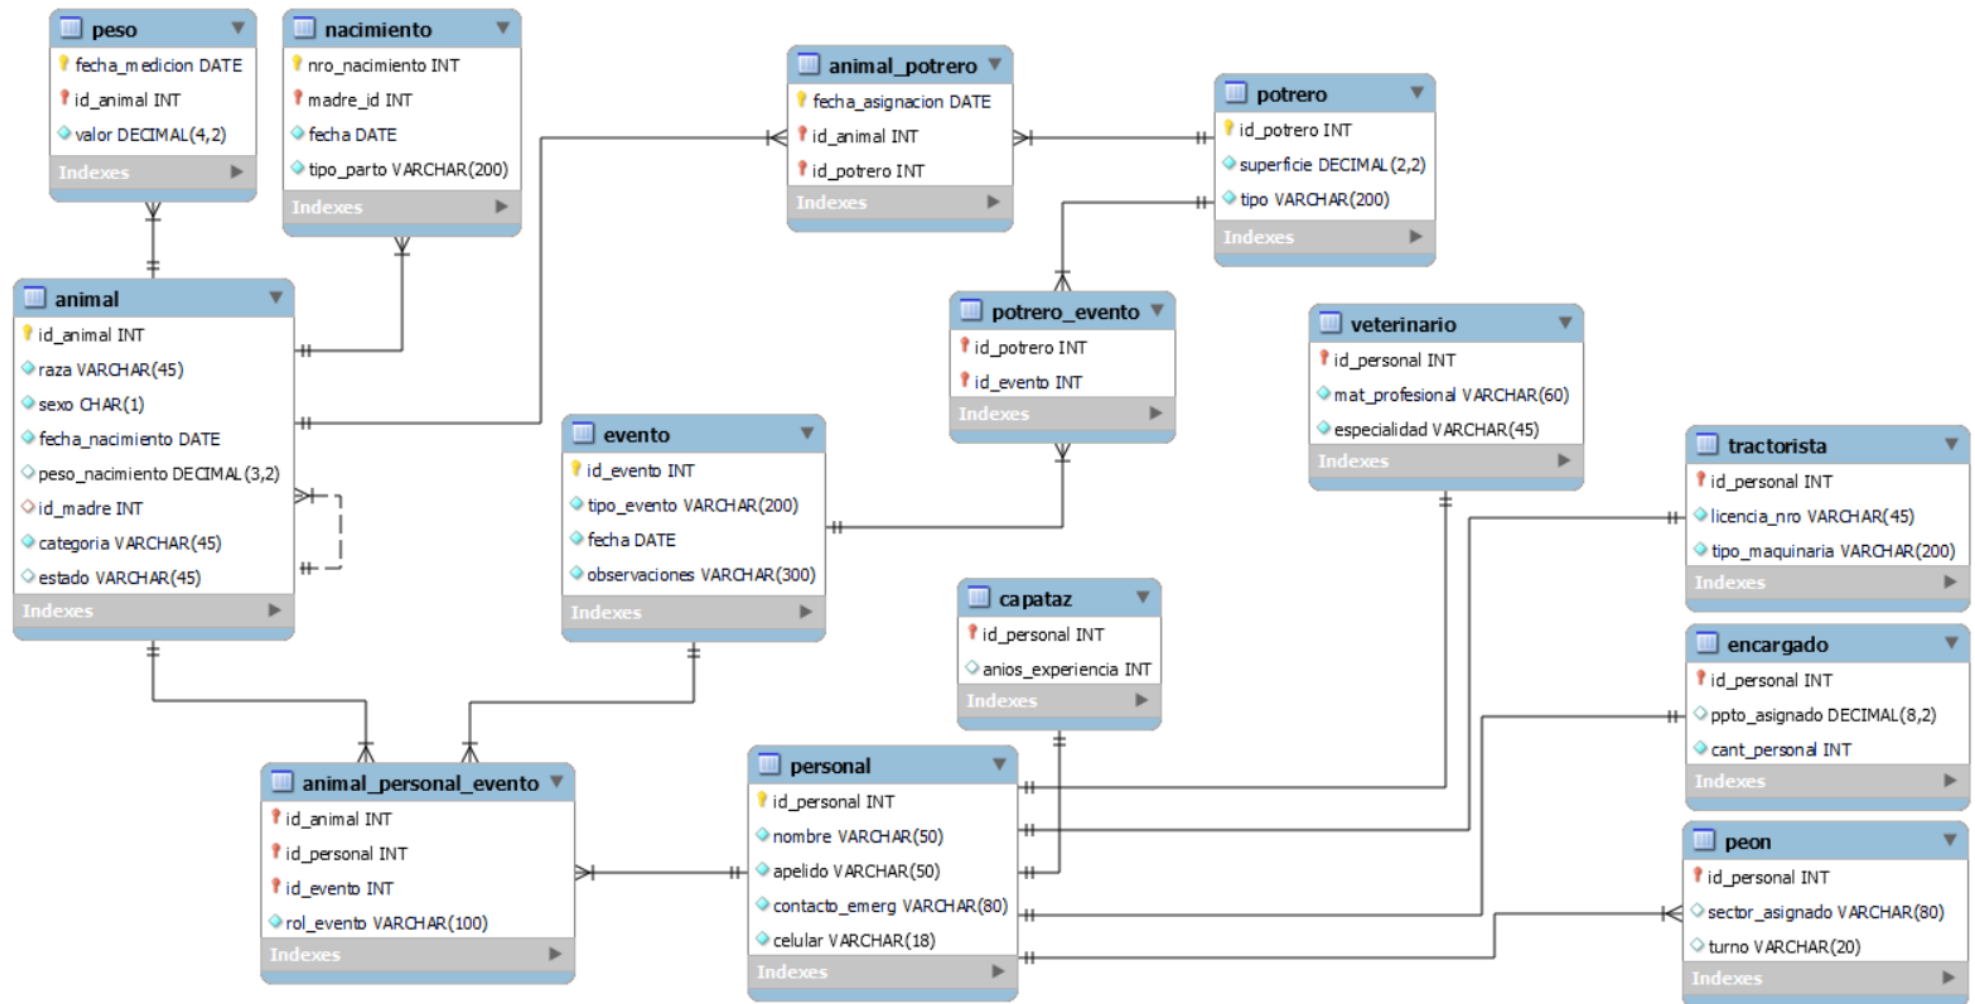 peso
fecha_medicion DATE
id_animal INT
valor DECIMAL(4,2)
Indexes
nacimiento
nro_nacimiento INT
madre_id INT
fecha DATE
tipo_parto VARCHAR(200)
Indexes
animal_potrero
fecha_asignacion DATE
id_animal INT
id_potrero INT
Indexes
potrero
id_potrero INT
superficie DECIMAL(2,2)
tipo VARCHAR(200)
Indexes
animal
id_animal INT
raza VARCHAR(45)
sexo CHAR(1)
fecha_nacimiento DATE
peso_nacimiento DECIMAL(3,2)
id_madre INT
categoria VARCHAR(45)
estado VARCHAR(45)
Indexes
potrero_evento
id_potrero INT
id_evento INT
Indexes
veterinario
id_personal INT
mat_profesional VARCHAR(60)
especialidad VARCHAR(45)
Indexes
evento
id_evento INT
tipo_evento VARCHAR(200)
fecha DATE
observaciones VARCHAR(300)
Indexes
tractorista
id_personal INT
licencia_nro VARCHAR(45)
tipo_maquinaria VARCHAR(200)
Indexes
capataz
id_personal INT
anios_experiencia INT
Indexes
encargado
id_personal INT
ppto_asignado DECIMAL(8,2)
cant_personal INT
Indexes
animal_personal_evento
id_animal INT
id_personal INT
id_evento INT
rol_evento VARCHAR(100)
Indexes
personal
id_personal INT
nombre VARCHAR(50)
apelido VARCHAR(50)
contacto_emerg VARCHAR(80)
celular VARCHAR(18)
Indexes
peon
id_personal INT
sector_asignado VARCHAR(80)
turno VARCHAR(20)
Indexes